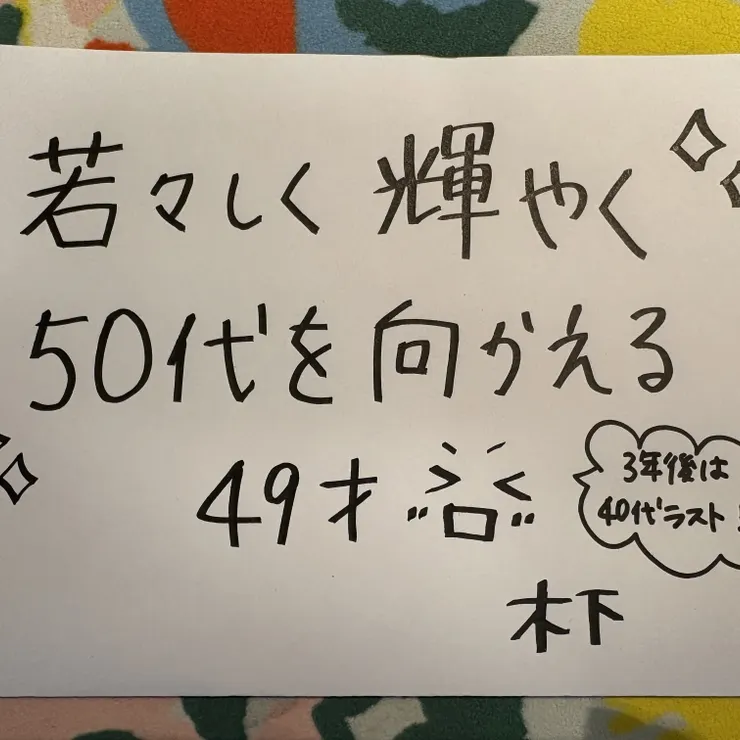 若々しく 輝やく
50代を向かえる
49才
3年後は
40代ラスト!
木下